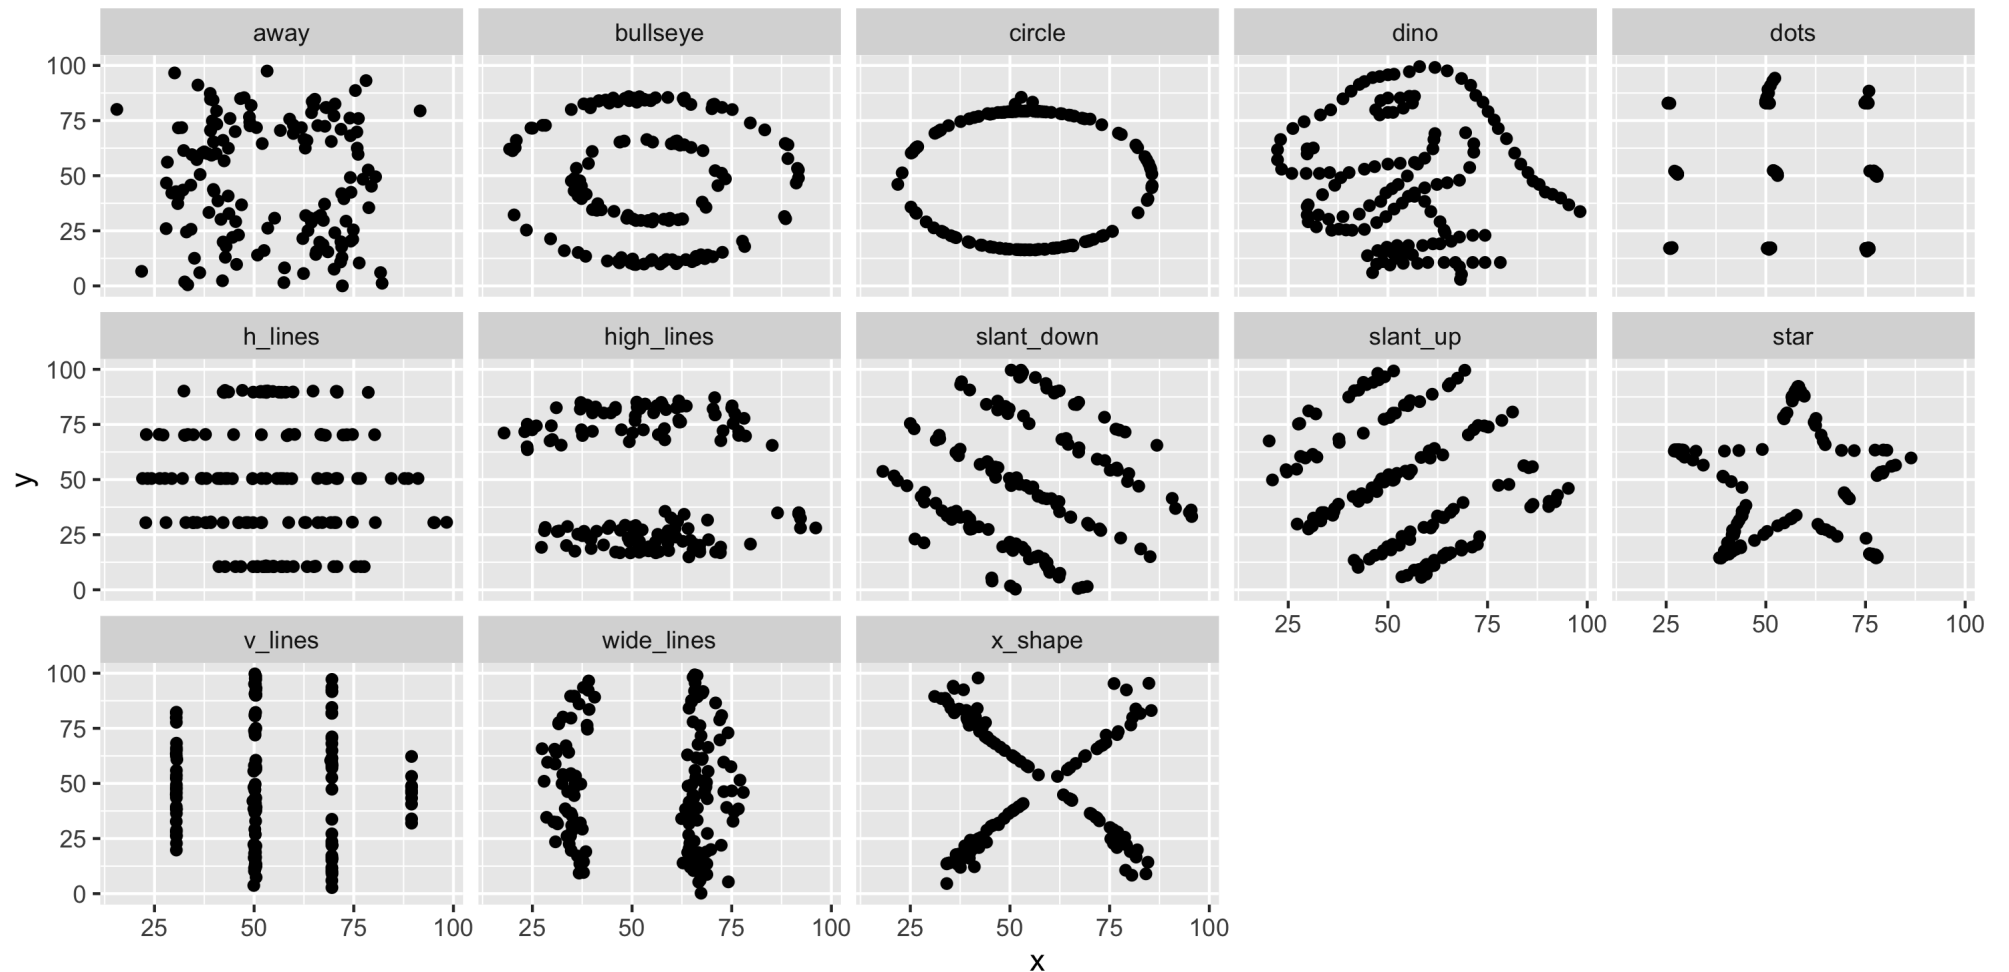 away bullseye circle dino dots
100
75
50
25
0
h_lines high_lines slant_down slant_up star
100
75
50
25
0
25 50 75 100 25 50 75 100
v_lines wide_lines x_shape
100
75
50
25
0
25 50 75 100 25 50 75 100 25 50 75 100
x
y